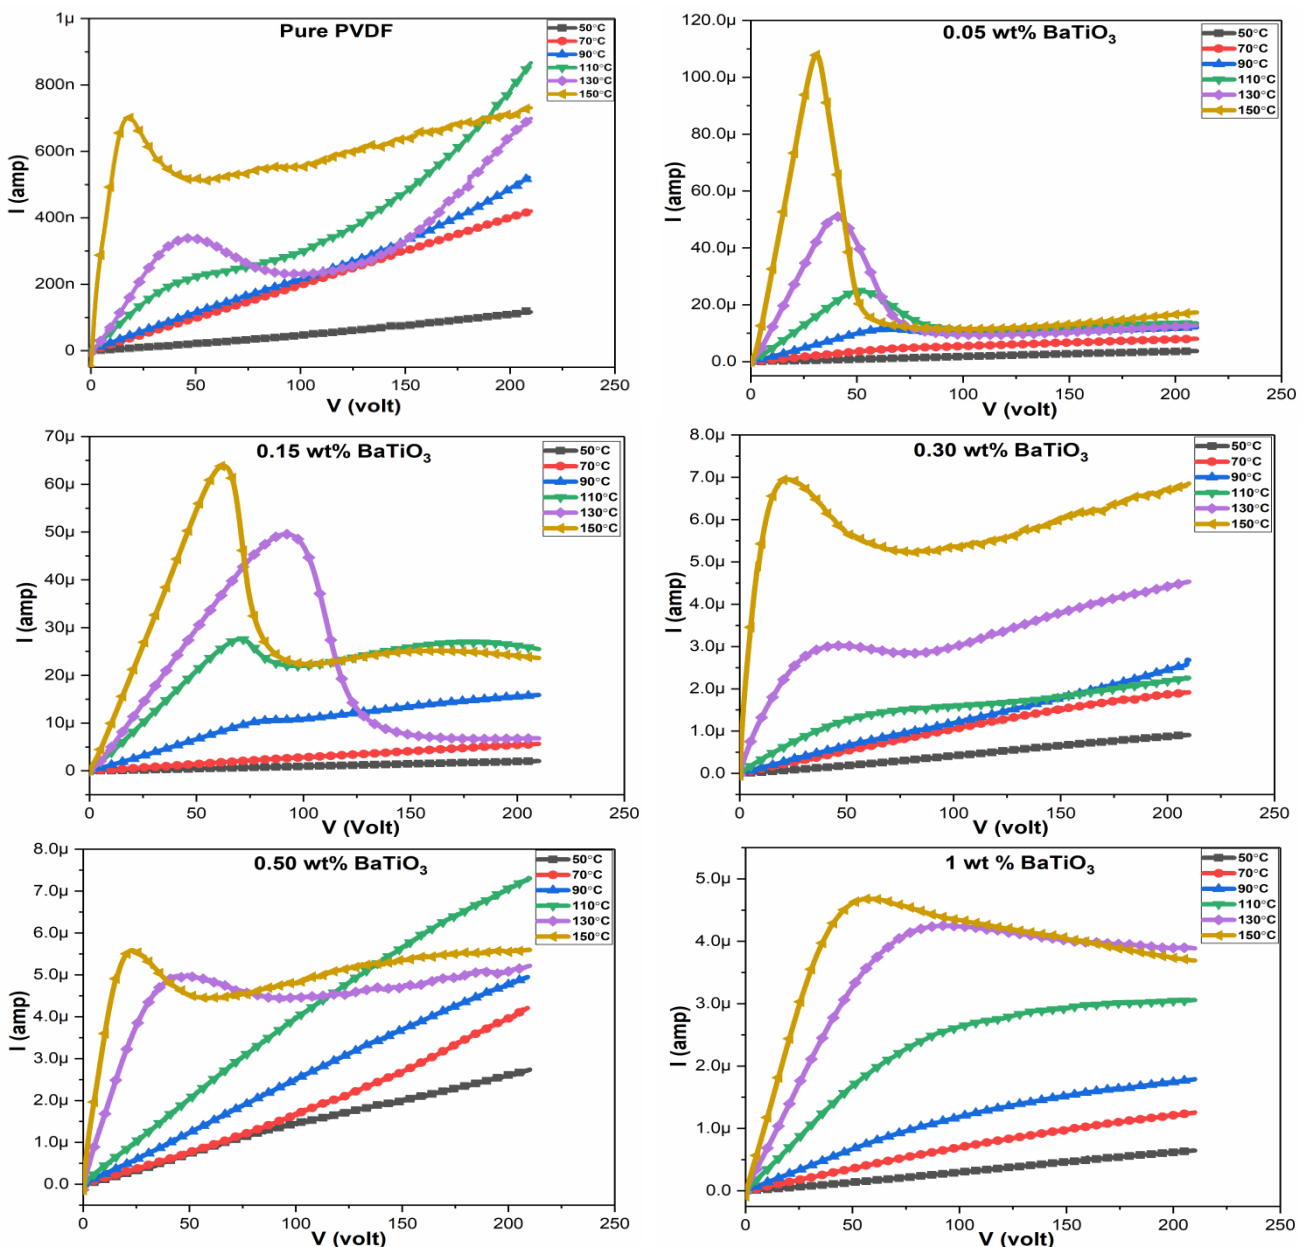 Pure PVDF
I (amp)
1µ
800n
600n
400n
200n
0
0 50 100 150 200 250
V (volt)
50°C
70°C
90°C
110°C
130°C
150°C
0.05 wt% BaTiO3
I (amp)
120.0µ
100.0µ
80.0µ
60.0µ
40.0µ
20.0µ
0.0
0 50 100 150 200 250
V (volt)
50°C
70°C
90°C
110°C
130°C
150°C
0.15 wt% BaTiO3
I (amp)
70µ
60µ
50µ
40µ
30µ
20µ
10µ
0
0 50 100 150 200 250
V (Volt)
50°C
70°C
90°C
110°C
130°C
150°C
0.30 wt% BaTiO3
I (amp)
8.0µ
7.0µ
6.0µ
5.0µ
4.0µ
3.0µ
2.0µ
1.0µ
0.0
0 50 100 150 200 250
V (volt)
50°C
70°C
90°C
110°C
130°C
150°C
0.50 wt% BaTiO3
I (amp)
8.0µ
7.0µ
6.0µ
5.0µ
4.0µ
3.0µ
2.0µ
1.0µ
0.0
0 50 100 150 200 250
V (volt)
50°C
70°C
90°C
110°C
130°C
150°C
1 wt % BaTiO3
I (amp)
5.0µ
4.0µ
3.0µ
2.0µ
1.0µ
0.0
0 50 100 150 200 250
V (volt)
50°C
70°C
90°C
110°C
130°C
150°C